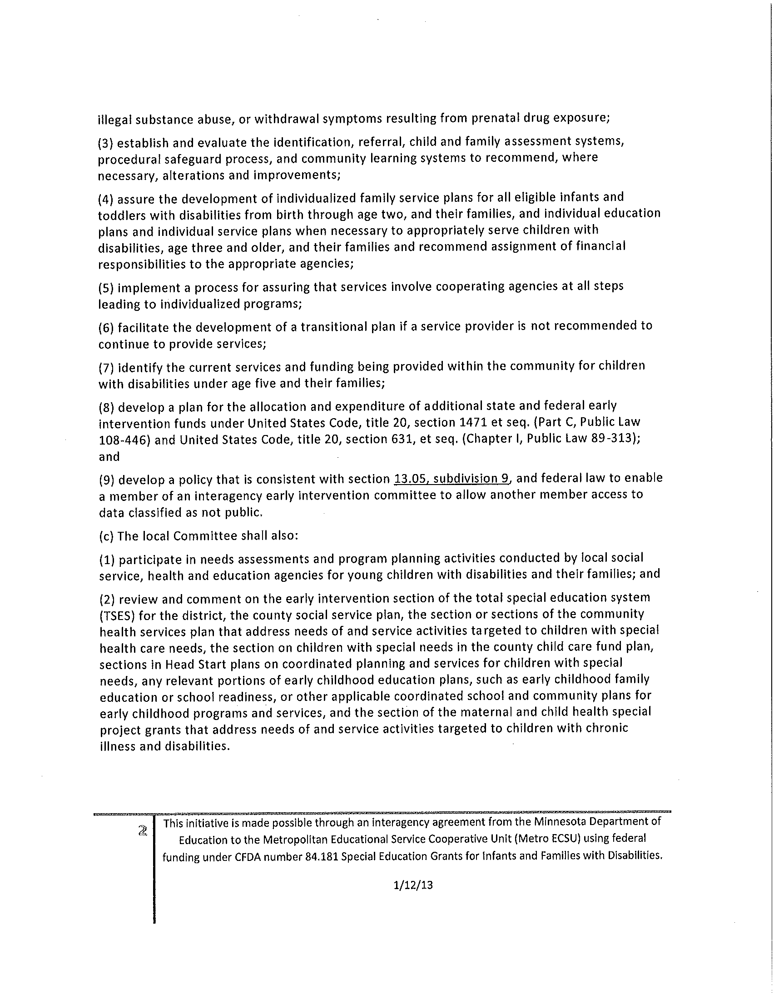 illegal substance abuse, or withdrawal symptoms resulting from prenatal drug exposure;
(3) establish and evaluate the identification, referral, child and family assessment systems,
procedural safeguard process, and community learning systems to recommend, where
necessary, alterations and improvements;
(4) assure the development of individualized family service plans for all eligible infants and
toddlers with disabilities from birth through age two, and their families, and individual education
plans and individual service plans when necessary to appropriately serve children with
disabilities, age three and older, and their families and recommend assignment of financial
responsibilities to the appropriate agencies;
(5) implement a process for assuring that services involve cooperating agencies at all steps
leading to individualized programs;
(6) facilitate the development of a transitional plan if a service provider is not recommended to
continue to provide services;
(7) identify the current services and funding being provided within the community for children
with disabilities under age five and their families;
(8) develop a plan for the allocation and expenditure of additional state and federal early
intervention funds under United States Code, title 20, section 1471 et seq. (Part C, Public Law
108-446) and United States Code, title 20, section 631, et seq. (Chapter I, Public Law 89-313);
and
(9) develop a policy that is consistent with section 13.05, subdivision 9, and federal law to enable
a member of an interagency early intervention committee to allow another member access to
data classified as not public.
(c) The local Committee shall also:
(1) participate in needs assessments and program planning activities conducted by local social
service, health and education agencies for young children with disabilities and their families; and
(2) review and comment on the early intervention section of the total special education system
(TSES) for the district, the county social service plan, the section or sections of the community
health services plan that address needs of and service activities targeted to children with special
health care needs, the section on children with special needs in the county child care fund plan,
sections in Head Start plans on coordinated planning and services for children with special
needs, any relevant portions of early childhood education plans, such as early childhood family
education or school readiness, or other applicable coordinated school and community plans for
early childhood programs and services, and the section of the maternal and child health special
project grants that address needs of and service activities targeted to children with chronic
illness and disabilities.
2
This initiative is made possible through an interagency agreement from the Minnesota Department of
Education to the Metropolitan Educational Service Cooperative Unit (Metro ECSU) using federal
funding under CFDA number 84.181 Special Education Grants for Infants and Families with Disabilities.
1/12/13